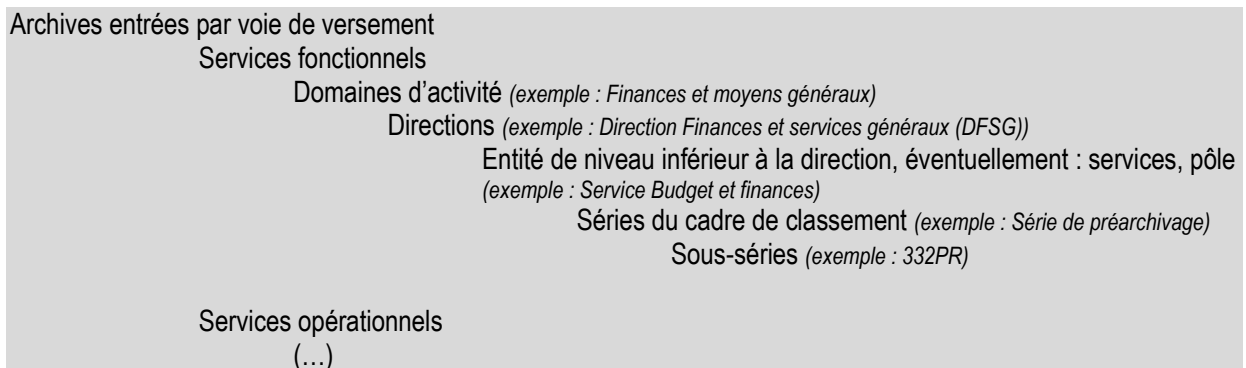 Archives entrées par voie de versement
Services fonctionnels
Domaines d’activité (exemple : Finances et moyens généraux)
Directions (exemple : Direction Finances et services généraux (DFSG))
Entité de niveau inférieur à la direction, éventuellement : services, pôle
(exemple : Service Budget et finances)
Séries du cadre de classement (exemple : Série de préarchivage)
Sous-séries (exemple : 332PR)
Services opérationnels
(…)